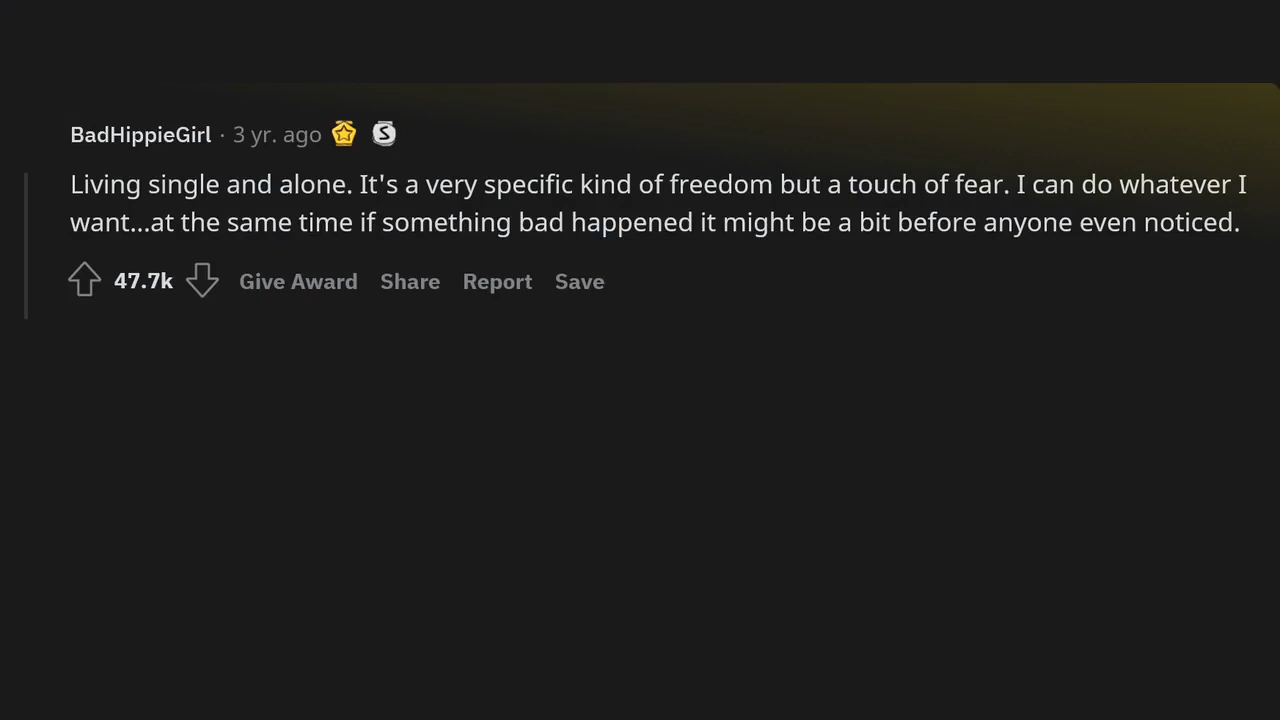 BadHippieGirl · 3 yr. ago S
Living single and alone. It's a very specific kind of freedom but a touch of fear. I can do whatever I
want...at the same time if something bad happened it might be a bit before anyone even noticed.
47.7k Give Award Share Report Save